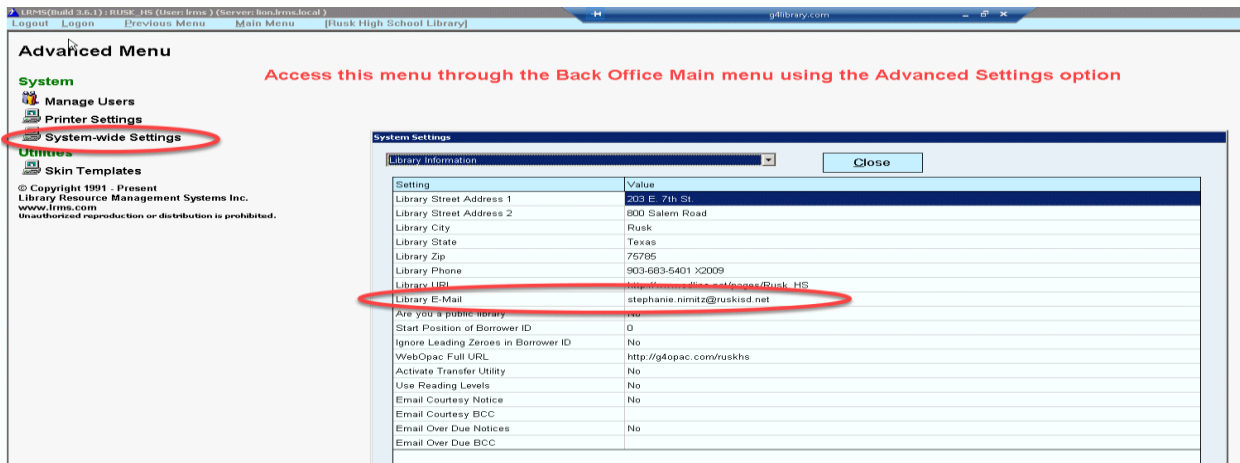 LRMS(Build 3.6.1) : RUSK_HS (User: lrms ) (Server: lion.lrms.local )
g4library.com
Logout Logon Previous Menu Main Menu [Rusk High School Library]
Advanced Menu
Access this menu through the Back Office Main menu using the Advanced Settings option
System
Manage Users
Printer Settings
System-wide Settings
Utilities
Skin Templates
© Copyright 1991 - Present
Library Resource Management Systems Inc.
www.lrms.com
Unauthorized reproduction or distribution is prohibited.
System Settings
Library Information
Close
Setting Value
Library Street Address 1 203 E. 7th St.
Library Street Address 2 800 Salem Road
Library City Rusk
Library State Texas
Library Zip 75785
Library Phone 903-683-5401 X2009
Library URL
Library E-Mail stephanie.nimitz@ruskisd.net
Are you a public library No
Start Position of Borrower ID 0
Ignore Leading Zeroes in Borrower ID No
WebOpac Full URL http://g4opac.com/ruskhs
Activate Transfer Utility No
Use Reading Levels No
Email Courtesy Notice No
Email Courtesy BCC
Email Over Due Notices No
Email Over Due BCC